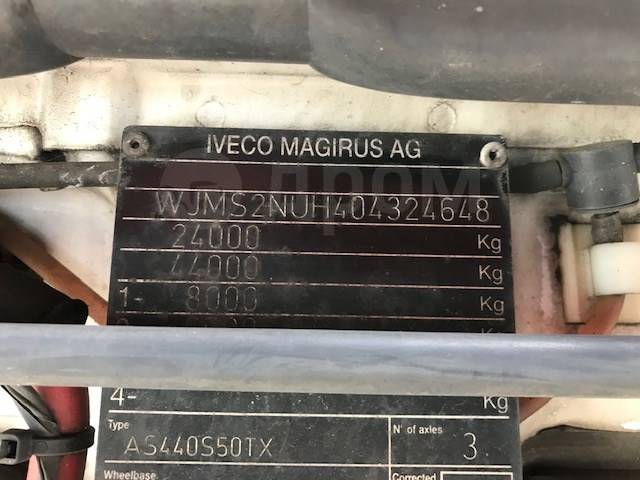 IVECO MAGIRUS AG
WJMS2NUH404324648
24000 Kg
44000 Kg
1- 8000 Kg
4- Kg
Type
AS440S50TX
N° of axles
3
Wheelbase
Corrected